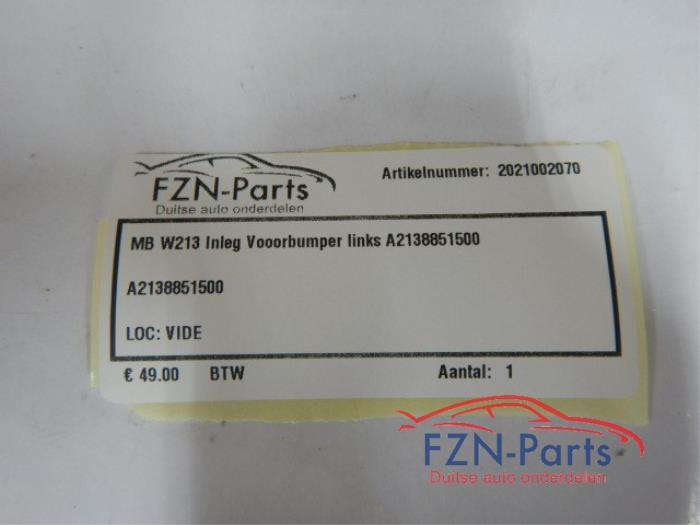 FZN-Parts
Duitse auto onderdelen
Artikelnummer: 2021002070
MB W213 Inleg Vooorbumper links A2138851500
A2138851500
LOC: VIDE
€ 49.00 BTW Aantal: 1
FZN-Parts
Duitse auto onderdelen